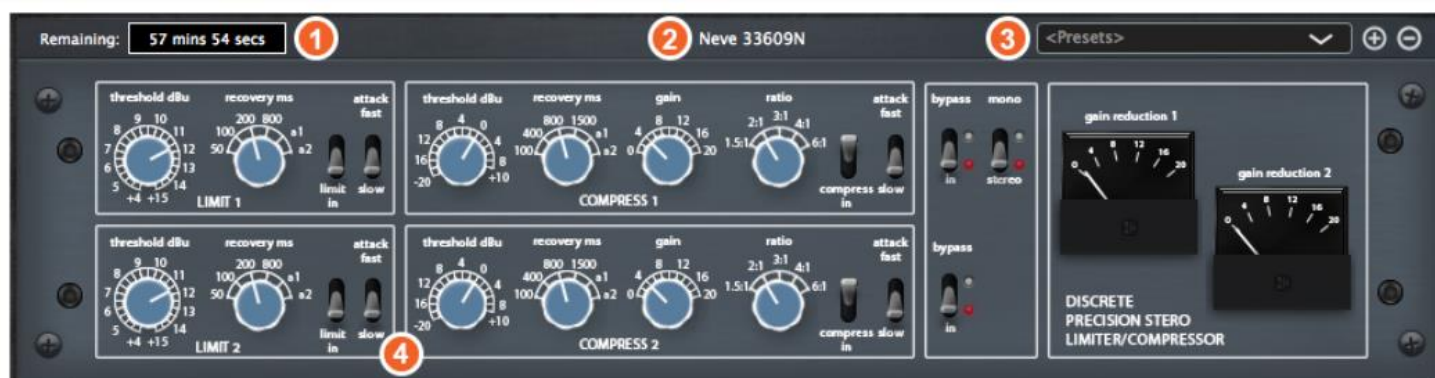 Remaining: 57 mins 54 secs 1 2 Neve 33609N 3 <Presets>
threshold dBu recovery ms attack fast
5 6 7 8 9 10 11 12 13 14 +4 +15
50 100 200 800 a1 a2
limit in slow
LIMIT 1
threshold dBu recovery ms gain ratio attack fast
-20 16 12 8 4 0 4 8 +10
100 400 800 1500 a1 a2
0 4 8 12 16 20
1.5:1 2:1 3:1 4:1 6:1
compress in slow
COMPRESS 1
bypass mono
in stereo
gain reduction 1
0 4 8 12 16 20
gain reduction 2
0 4 8 12 16 20
threshold dBu recovery ms attack fast
5 6 7 8 9 10 11 12 13 14 +4 +15
50 100 200 800 a1 a2
limit in slow
LIMIT 2
4
threshold dBu recovery ms gain ratio attack fast
-20 16 12 8 4 0 4 8 +10
100 400 800 1500 a1 a2
0 4 8 12 16 20
1.5:1 2:1 3:1 4:1 6:1
compress in slow
COMPRESS 2
bypass
in
DISCRETE
PRECISION STERO
LIMITER/COMPRESSOR